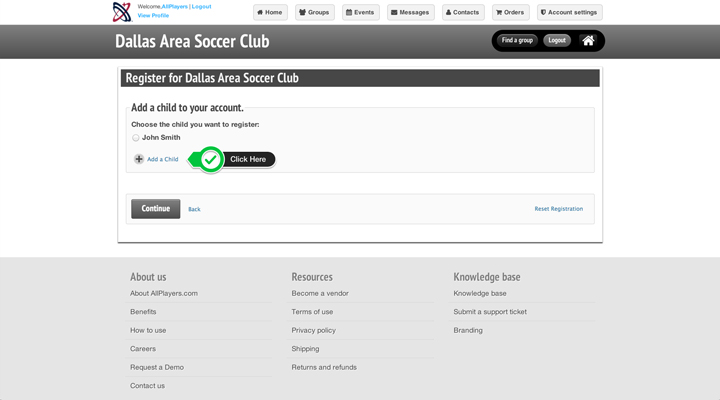 Welcome,AllPlayers | Logout
View Profile
Home
Groups
Events
Messages
Contacts
Orders
Account settings
Dallas Area Soccer Club
Find a group
Logout
Register for Dallas Area Soccer Club
Add a child to your account.
Choose the child you want to register:
John Smith
Add a Child
Click Here
Continue
Back
Reset Registration
About us
About AllPlayers.com
Benefits
How to use
Careers
Request a Demo
Contact us
Resources
Become a vendor
Terms of use
Privacy policy
Shipping
Returns and refunds
Knowledge base
Knowledge base
Submit a support ticket
Branding